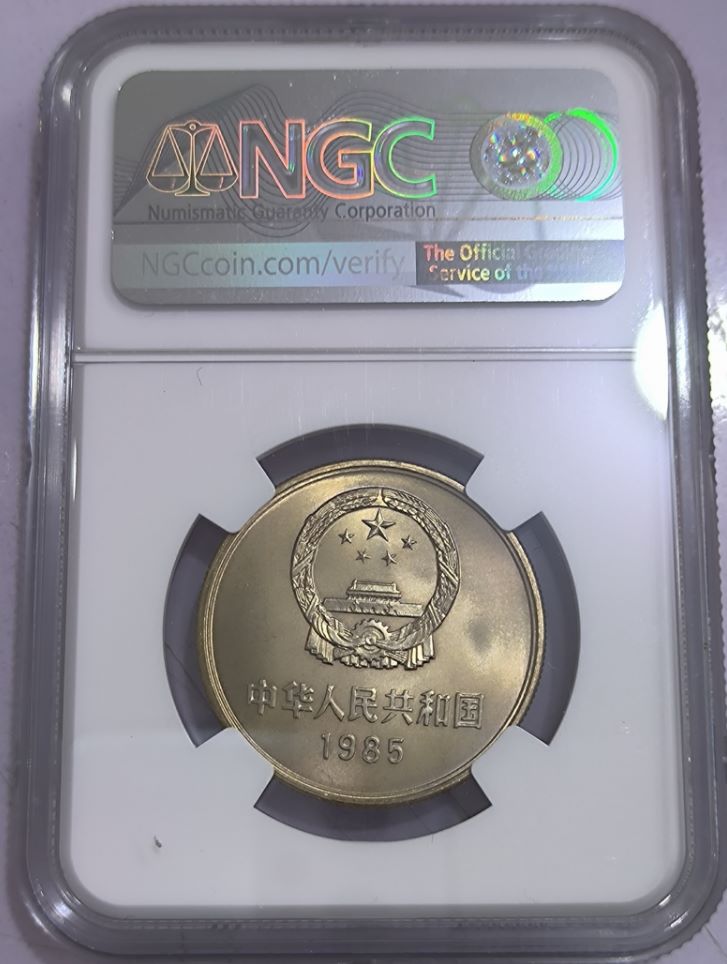 NGC
Numismatic Guaranty Corporation
NGCcoin.com/verify
The Official Grading
Service of the
中华人民共和国
1985